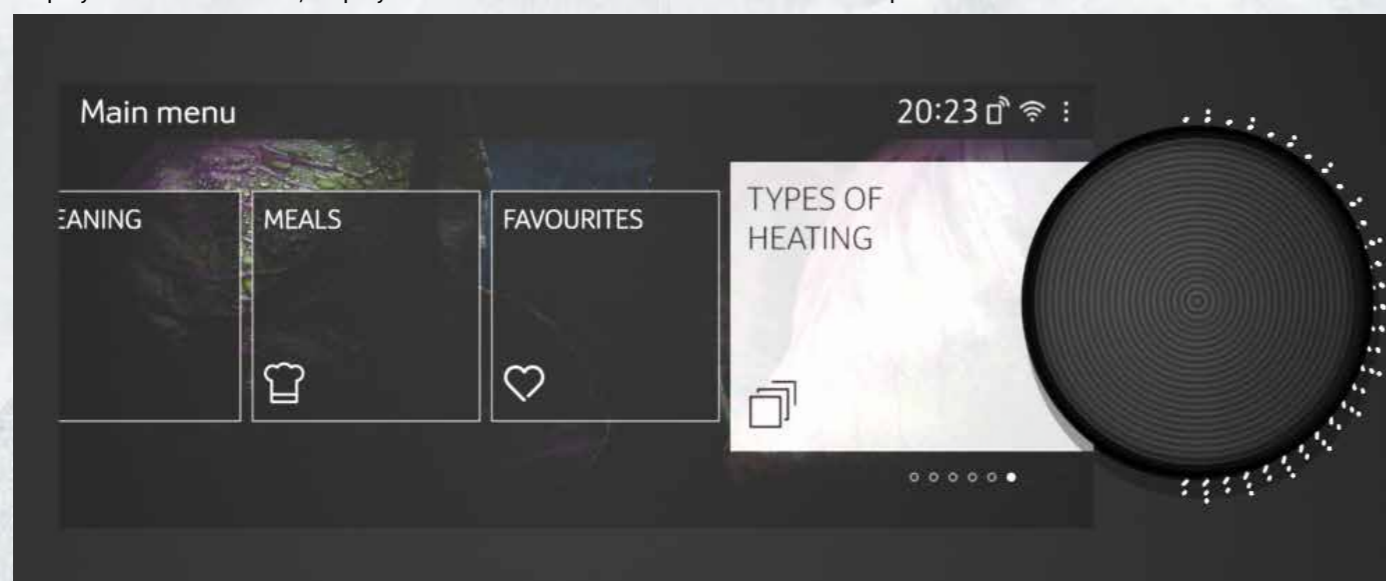 Main menu
20:23
EANING
MEALS
FAVOURITES
TYPES OF
HEATING